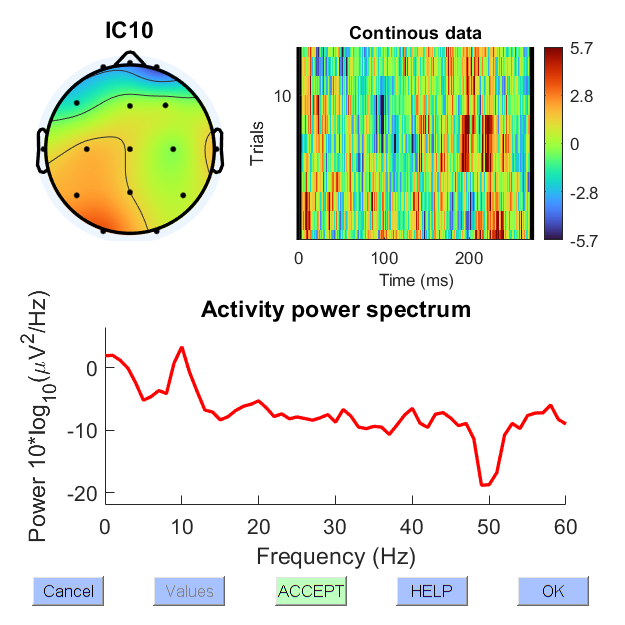 IC10
Continous data
Trials
10
5.7
2.8
0
-2.8
-5.7
0 100 200
Time (ms)
Activity power spectrum
Power 10*log10(μV2/Hz)
0
-10
-20
0 10 20 30 40 50 60
Frequency (Hz)
Cancel Values ACCEPT HELP OK